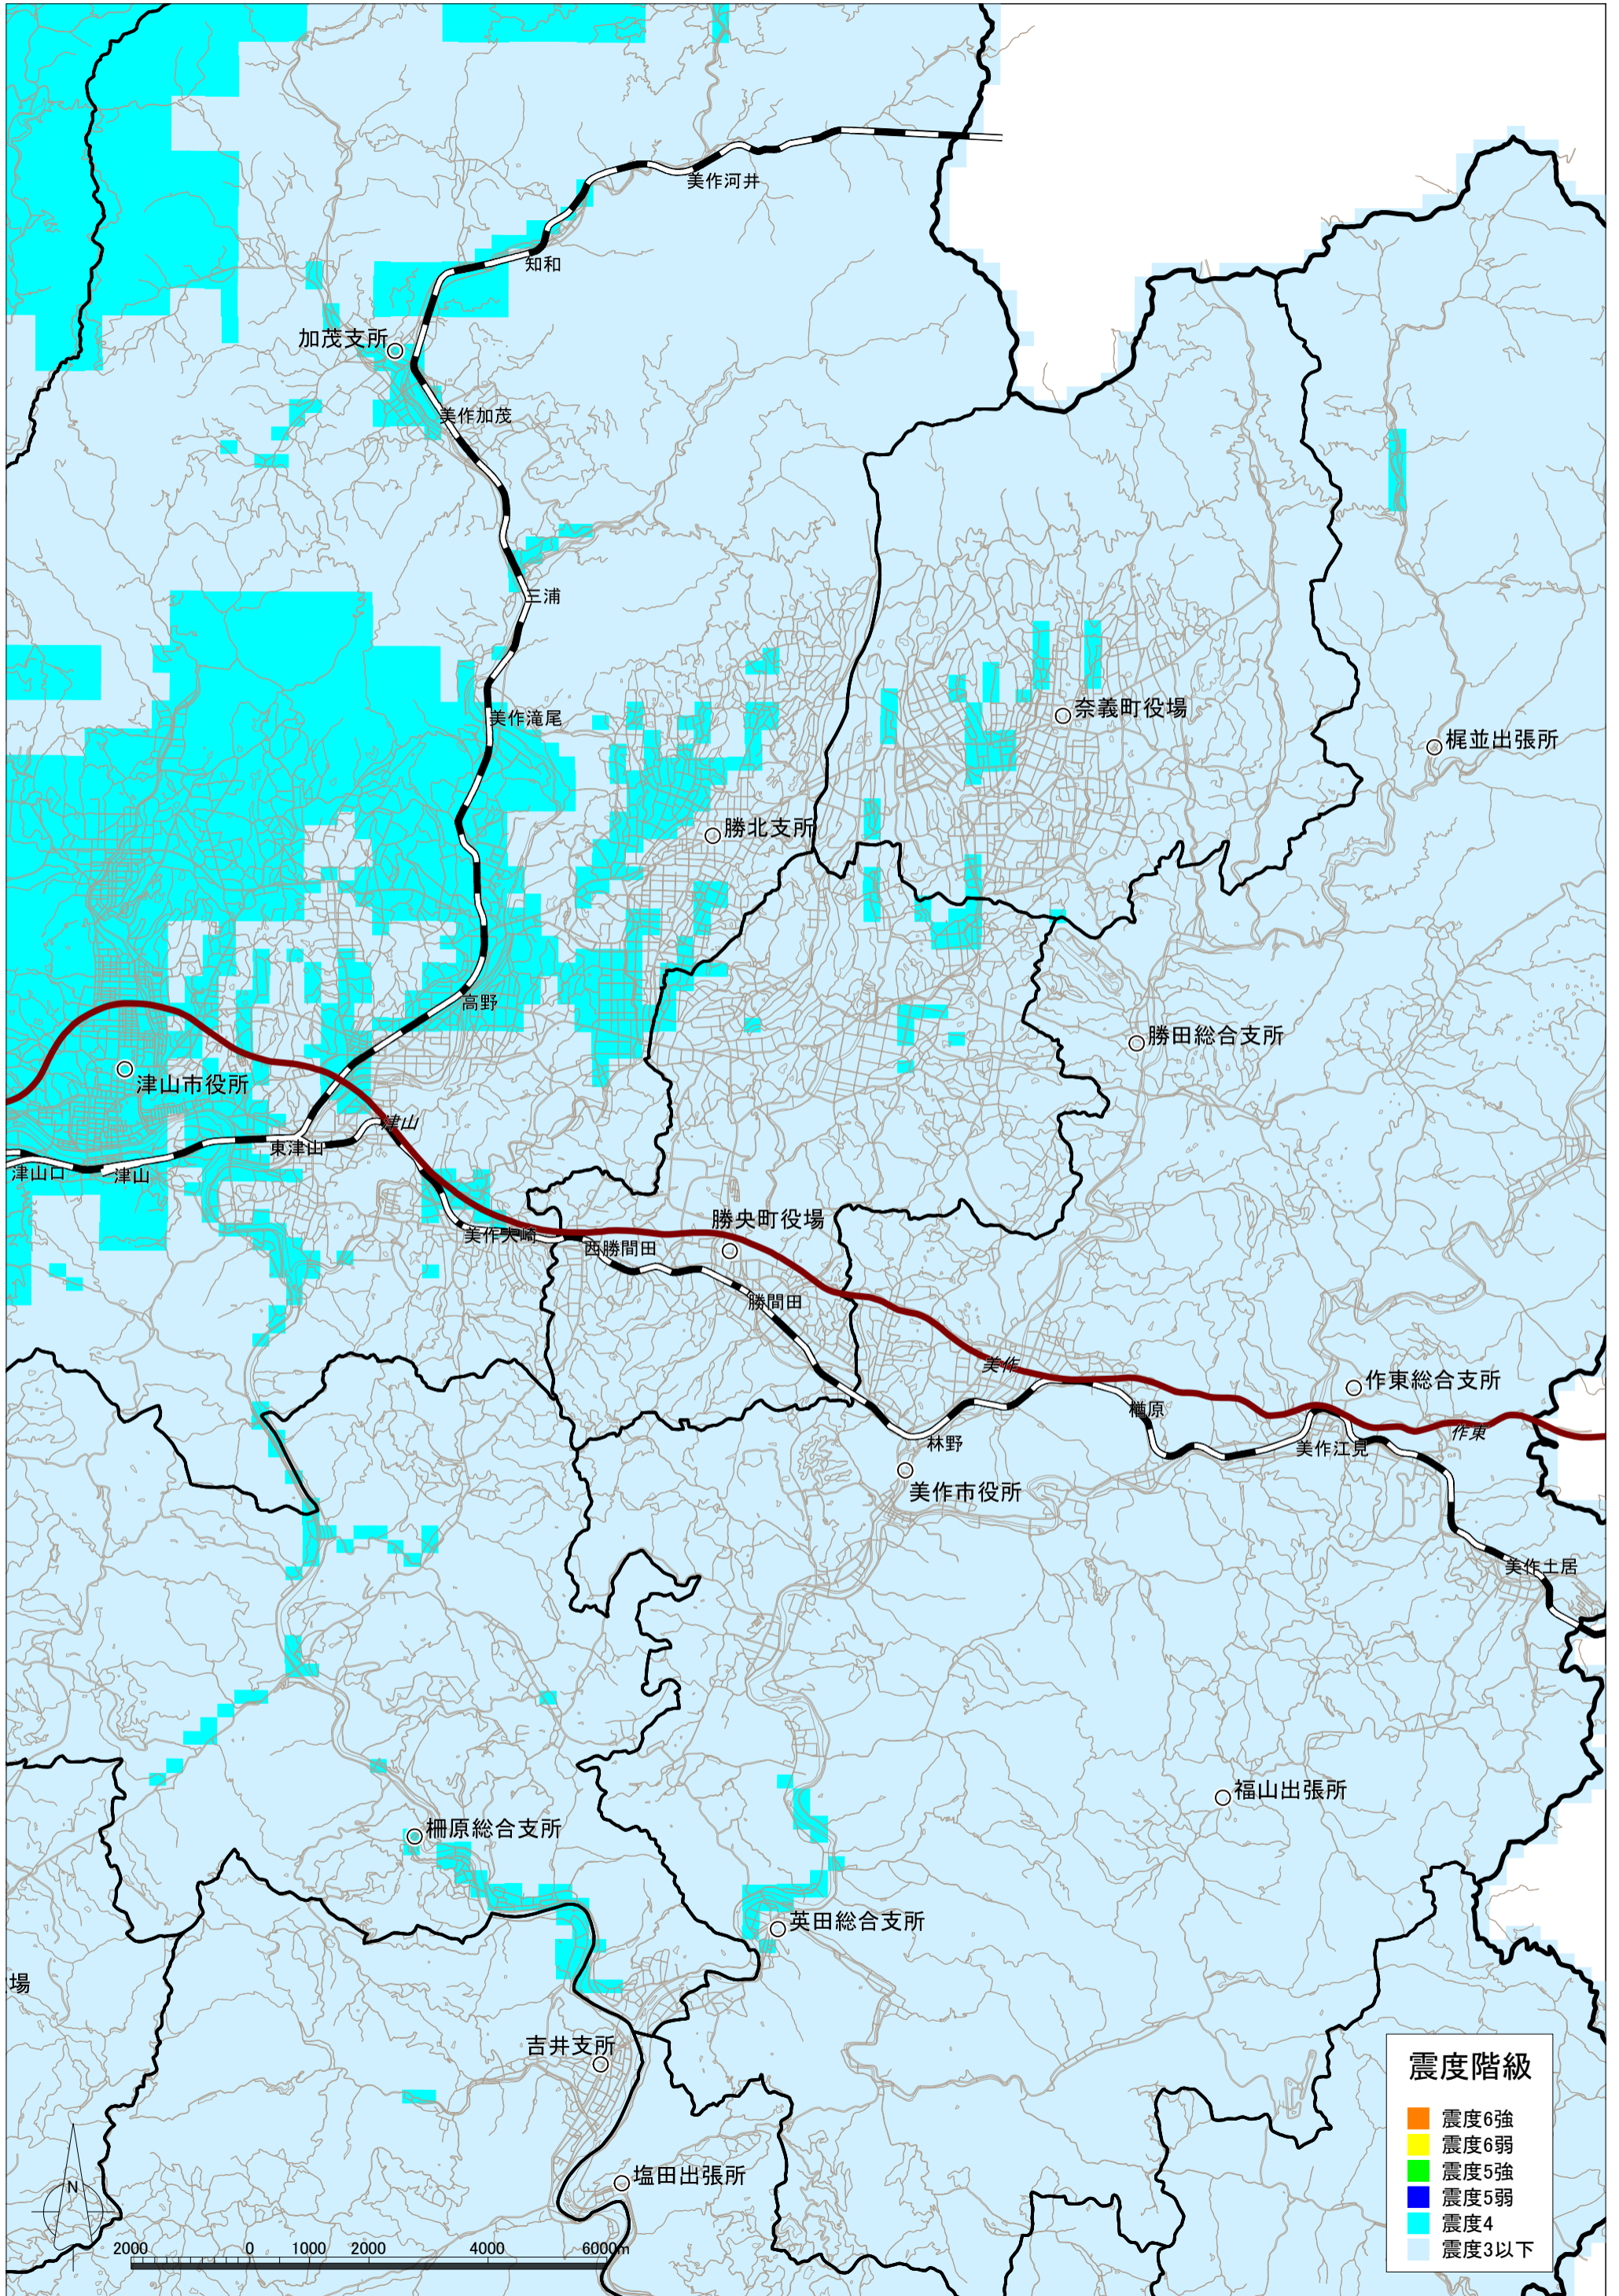 美作河井
知和
加茂支所
美作加茂
三浦
美作滝尾
奈義町役場
梶並出張所
勝北支所
高野
勝田総合支所
津山市役所
津山
東津山
津山口
津山
勝央町役場
美作大崎
西勝間田
勝間田
美作
作東総合支所
楢原
作東
林野
美作江見
美作市役所
美作土居
福山出張所
柵原総合支所
英田総合支所
場
吉井支所
塩田出張所
震度階級
震度6強
震度6弱
震度5強
震度5弱
震度4
震度3以下
N
2000 0 1000 2000 4000 6000m